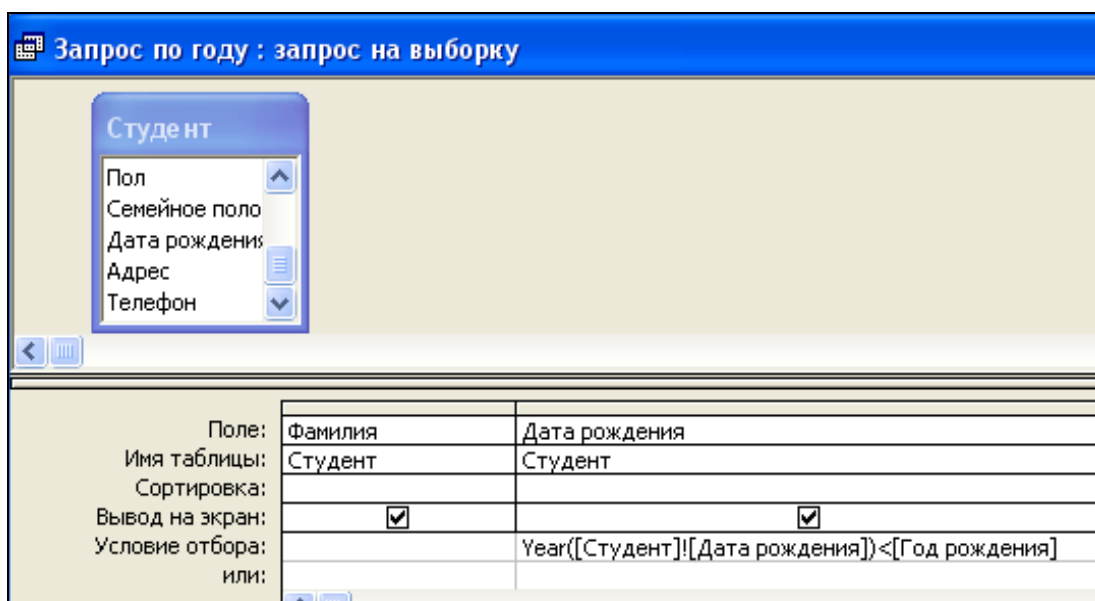 Запрос по году : запрос на выборку
Студент
Пол
Семейное поло
Дата рождения
Адрес
Телефон
Поле: Фамилия Дата рождения
Имя таблицы: Студент Студент
Сортировка:
Вывод на экран:
Условие отбора: Year([Студент]![Дата рождения])<[Год рождения]
или: